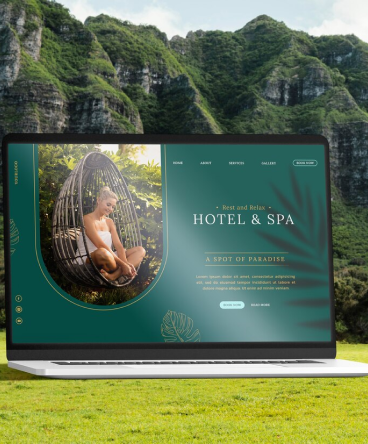 HOME ABOUT SERVICES GALLERY BOOK NOW
Best and Relax
HOTEL & SPA
A SPOT OF PARADISE
Lorem ipsum dolor sit amet, consectetur adipiscing
elit, sed do eiusmod tempor incididunt ut labore et
dolore magna aliqua. Ut enim ad minim veniam.
BOOK NOW READ MORE